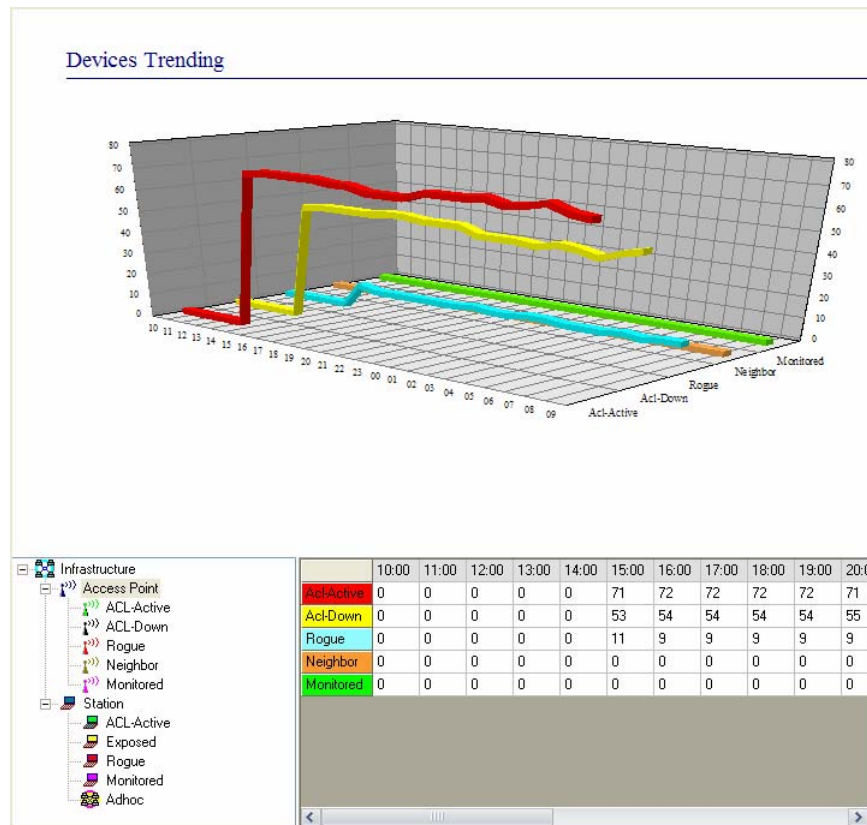 Devices Trending
80
70
60
50
40
30
20
10
0
80
70
60
50
40
30
20
10
0
10 11 12 13 14 15 16 17 18 19 20 21 22 23 00 01 02 03 04 05 06 07 08 09
Acl-Active
Acl-Down
Rogue
Neighbor
Monitored
Infrastructure
Access Point
ACL-Active
ACL-Down
Rogue
Neighbor
Monitored
Station
ACL-Active
Exposed
Rogue
Monitored
Adhoc
10:00 11:00 12:00 13:00 14:00 15:00 16:00 17:00 18:00 19:00 20:0
Acl-Active 0 0 0 0 0 71 72 72 72 72 71
Acl-Down 0 0 0 0 0 53 54 54 54 54 55
Rogue 0 0 0 0 0 11 9 9 9 9 9
Neighbor 0 0 0 0 0 0 0 0 0 0 0
Monitored 0 0 0 0 0 0 0 0 0 0 0